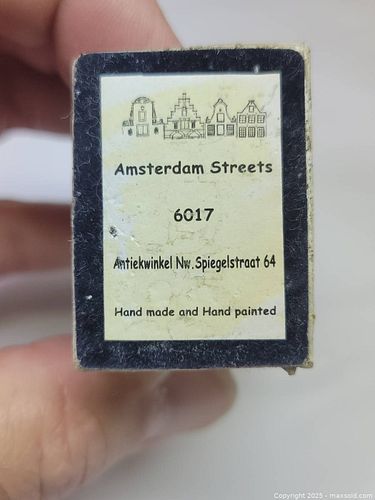 Amsterdam Streets
6017
Antiekwinkel Nw.Spiegelstraat 64
Hand made and Hand painted
Copyright © 2025 - maxsold.com